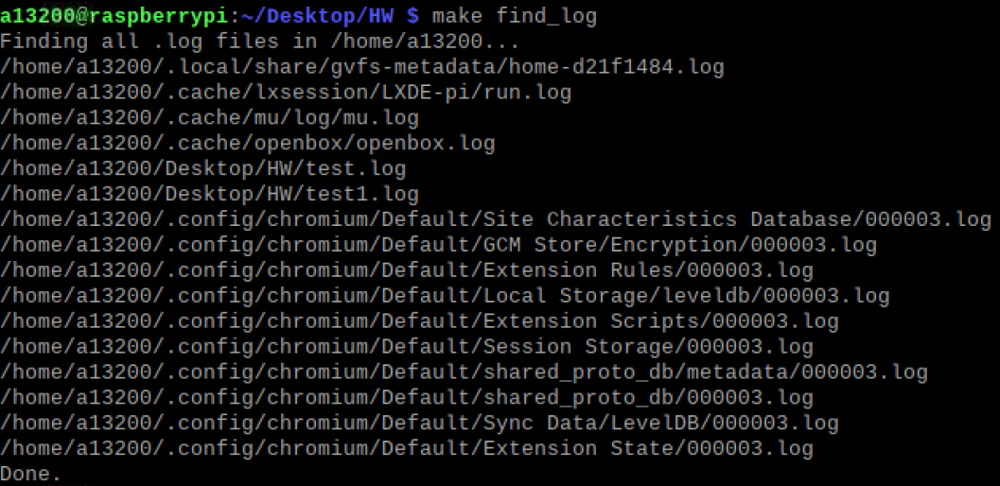 a13200@raspberrypi:~/Desktop/HW $ make find_log
Finding all .log files in /home/a13200...
/home/a13200/.local/share/gvfs-metadata/home-d21f1484.log
/home/a13200/.cache/lxsession/LXDE-pi/run.log
/home/a13200/.cache/mu/log/mu.log
/home/a13200/.cache/openbox/openbox.log
/home/a13200/Desktop/HW/test.log
/home/a13200/Desktop/HW/test1.log
/home/a13200/.config/chromium/Default/Site Characteristics Database/000003.log
/home/a13200/.config/chromium/Default/GCM Store/Encryption/000003.log
/home/a13200/.config/chromium/Default/Extension Rules/000003.log
/home/a13200/.config/chromium/Default/Local Storage/leveldb/000003.log
/home/a13200/.config/chromium/Default/Extension Scripts/000003.log
/home/a13200/.config/chromium/Default/Session Storage/000003.log
/home/a13200/.config/chromium/Default/shared_proto_db/metadata/000003.log
/home/a13200/.config/chromium/Default/shared_proto_db/000003.log
/home/a13200/.config/chromium/Default/Sync Data/LevelDB/000003.log
/home/a13200/.config/chromium/Default/Extension State/000003.log
Done.